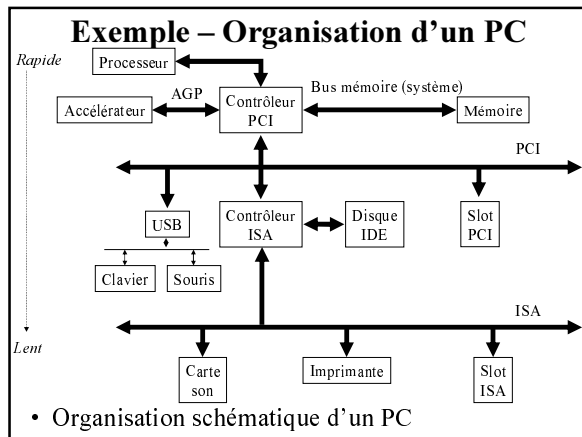 Exemple – Organisation d'un PC
Rapide
Processeur
AGP
Bus mémoire (système)
Accélérateur
Contrôleur
PCI
Mémoire
PCI
USB
Contrôleur
ISA
Disque
IDE
Slot
PCI
Clavier
Souris
ISA
Lent
Carte
son
Imprimante
Slot
ISA
• Organisation schématique d'un PC